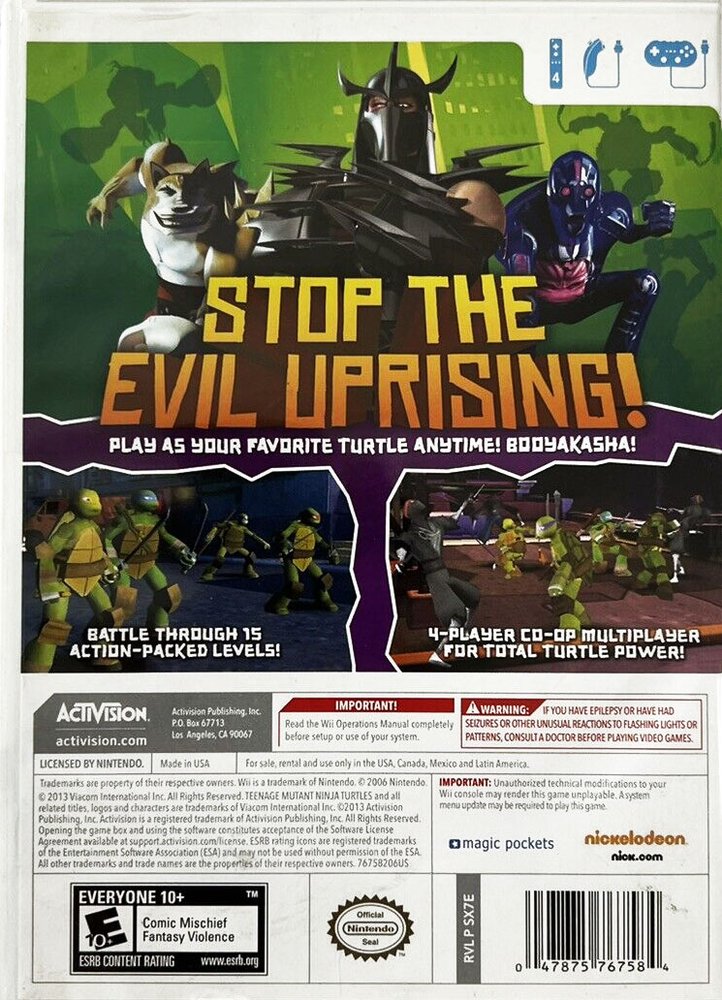 4
STOP THE
EVIL UPRISING!
PLAY AS YOUR FAVORITE TURTLE ANYTIME! BOOYAKASHA!
BATTLE THROUGH 15
ACTION-PACKED LEVELS!
4-PLAYER CO-OP MULTIPLAYER
FOR TOTAL TURTLE POWER!
ACTIVISION.
activision.com
Activision Publishing, Inc.
P.O. Box 67713
Los Angeles, CA 90067
IMPORTANT!
Read the Wii Operations Manual completely
before setup or use of your system.
WARNING: IF YOU HAVE EPILEPSY OR HAVE HAD
SEIZURES OR OTHER UNUSUAL REACTIONS TO FLASHING LIGHTS OR
PATTERNS, CONSULT A DOCTOR BEFORE PLAYING VIDEO GAMES.
LICENSED BY NINTENDO.
Made in USA
For sale, rental and use only in the USA, Canada, Mexico and Latin America.
Trademarks are property of their respective owners. Wii is a trademark of Nintendo. © 2006 Nintendo.
© 2013 Viacom International Inc. All Rights Reserved. TEENAGE MUTANT NINJA TURTLES and all
related titles, logos and characters are trademarks of Viacom International Inc. ©2013 Activision
Publishing, Inc. Activision is a registered trademark of Activision Publishing, Inc. All Rights Reserved.
Opening the game box and using the software constitutes acceptance of the Software License
Agreement available at support.activision.com/license. ESRB rating icons are registered trademarks
of the Entertainment Software Association (ESA) and may not be used without permission of the ESA.
All other trademarks and trade names are the properties of their respective owners. 76758206US
IMPORTANT: Unauthorized technical modifications to your
Wii console may render this game unplayable. A system
menu update may be required to play this game.
magic pockets
nickelodeon
nick.com
EVERYONE 10+ ™
E
10+
Comic Mischief
Fantasy Violence
ESRB CONTENT RATING www.esrb.org
Official
Nintendo
Seal
RVL P SX7E
0 47875 76758 4